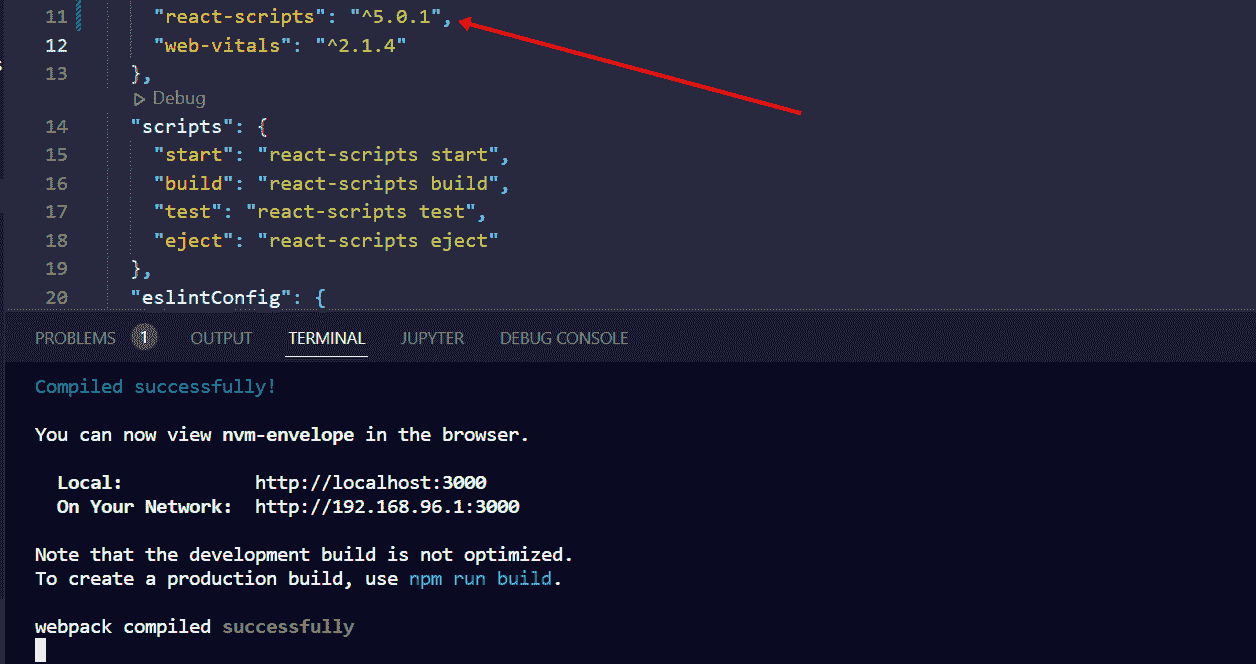 11 "react-scripts": "^5.0.1",
12 "web-vitals": "^2.1.4"
13 },
Debug
14 "scripts": {
15 "start": "react-scripts start",
16 "build": "react-scripts build",
17 "test": "react-scripts test",
18 "eject": "react-scripts eject"
19 },
20 "eslintConfig": {
PROBLEMS 1 OUTPUT TERMINAL JUPYTER DEBUG CONSOLE
Compiled successfully!
You can now view nvm-envelope in the browser.
Local: http://localhost:3000
On Your Network: http://192.168.96.1:3000
Note that the development build is not optimized.
To create a production build, use npm run build.
webpack compiled successfully